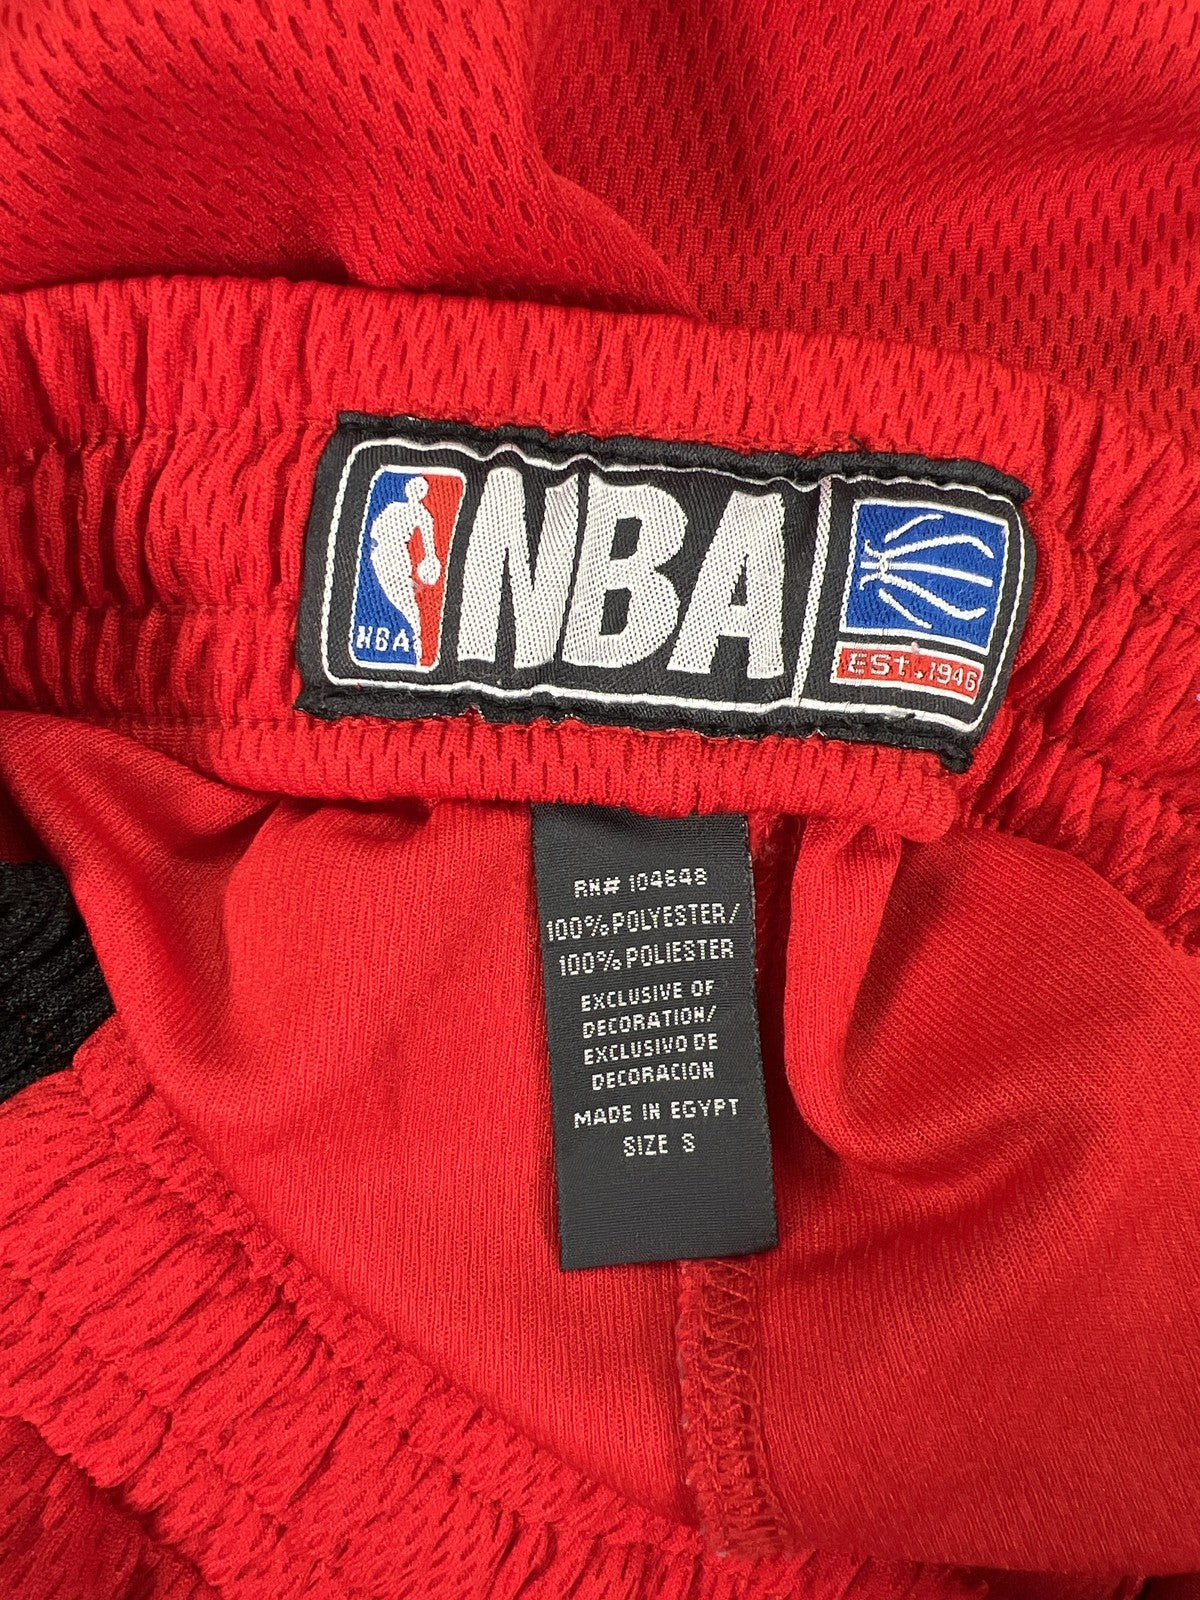 NBA
NBA
EST. 1946
RN# 104648
100% POLYESTER/
100% POLIESTER
EXCLUSIVE OF
DECORATION/
EXCLUSIVO DE
DECORACION
MADE IN EGYPT
SIZE S